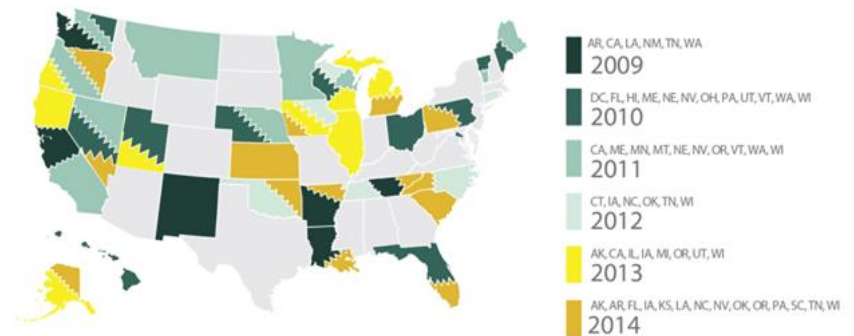 AR, CA, LA, NM, TN, WA
2009
DC, FL, HI, ME, NE, NV, OH, PA, UT, VT, WA, WI
2010
CA, ME, MN, MT, NE, NV, OR, VT, WA, WI
2011
CT, IA, NC, OK, TN, WI
2012
AK, CA, IL, IA, MI, OR, UT, WI
2013
AK, AR, FL, IA, KS, LA, NC, NV, OK, OR, PA, SC, TN, WI
2014